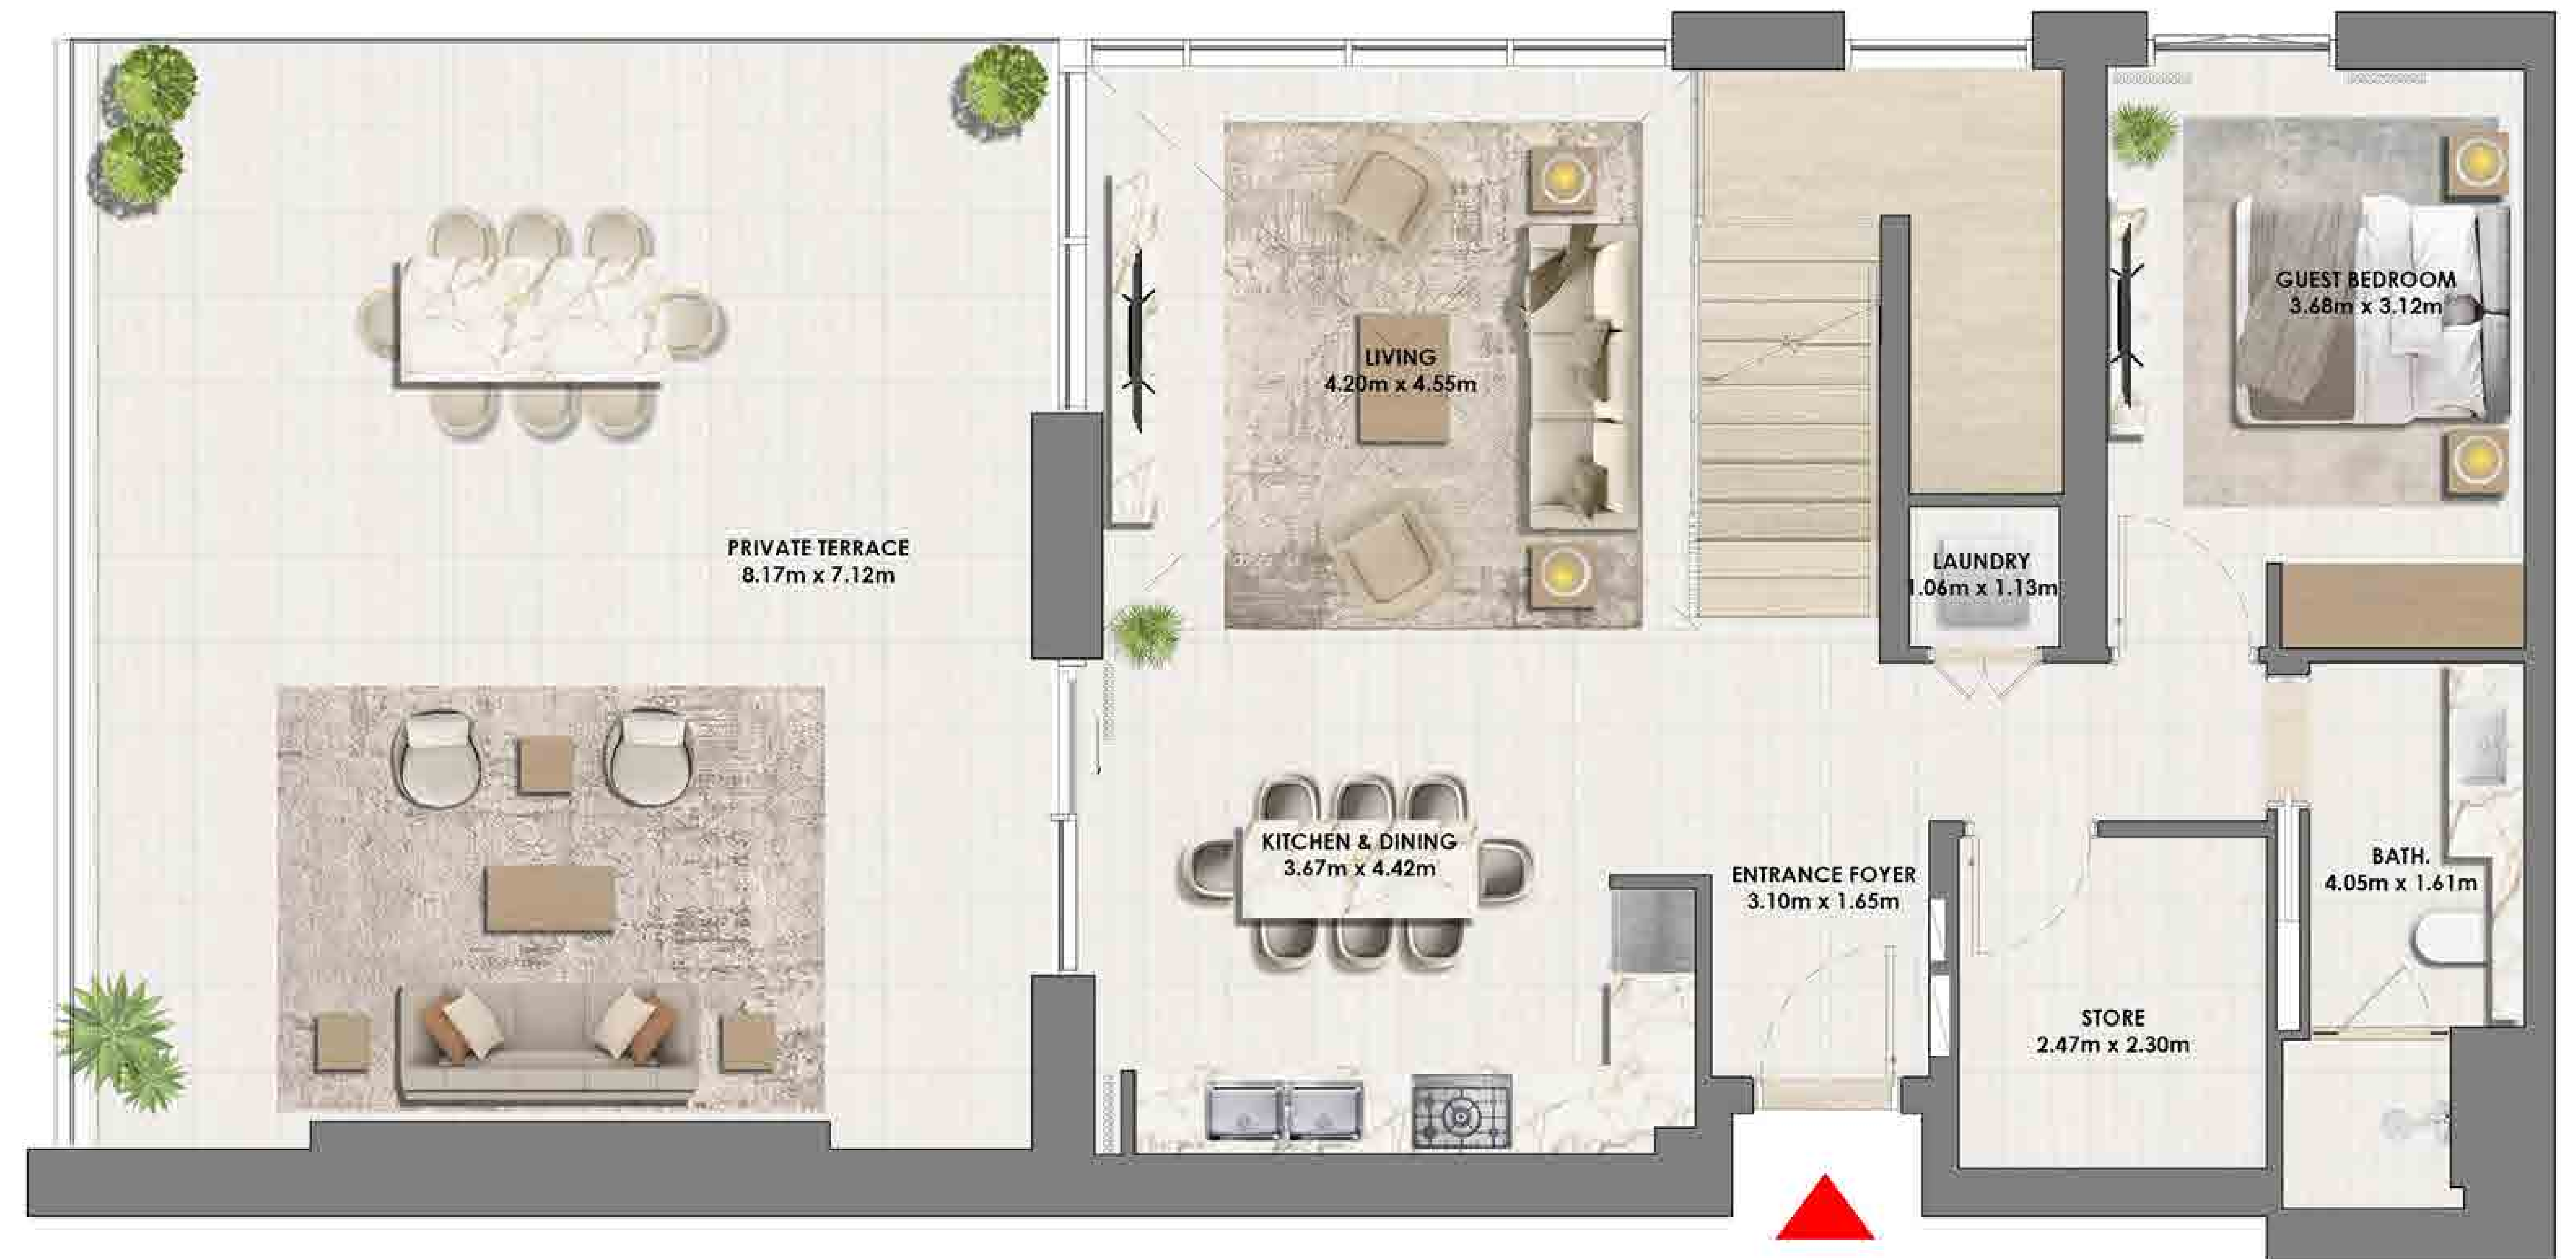 GUEST BEDROOM
3.68m x 3.12m
LIVING
4.20m x 4.55m
PRIVATE TERRACE
8.17m x 7.12m
LAUNDRY
1.06m x 1.13m
KITCHEN & DINING
3.67m x 4.42m
ENTRANCE FOYER
3.10m x 1.65m
BATH.
4.05m x 1.61m
STORE
2.47m x 2.30m